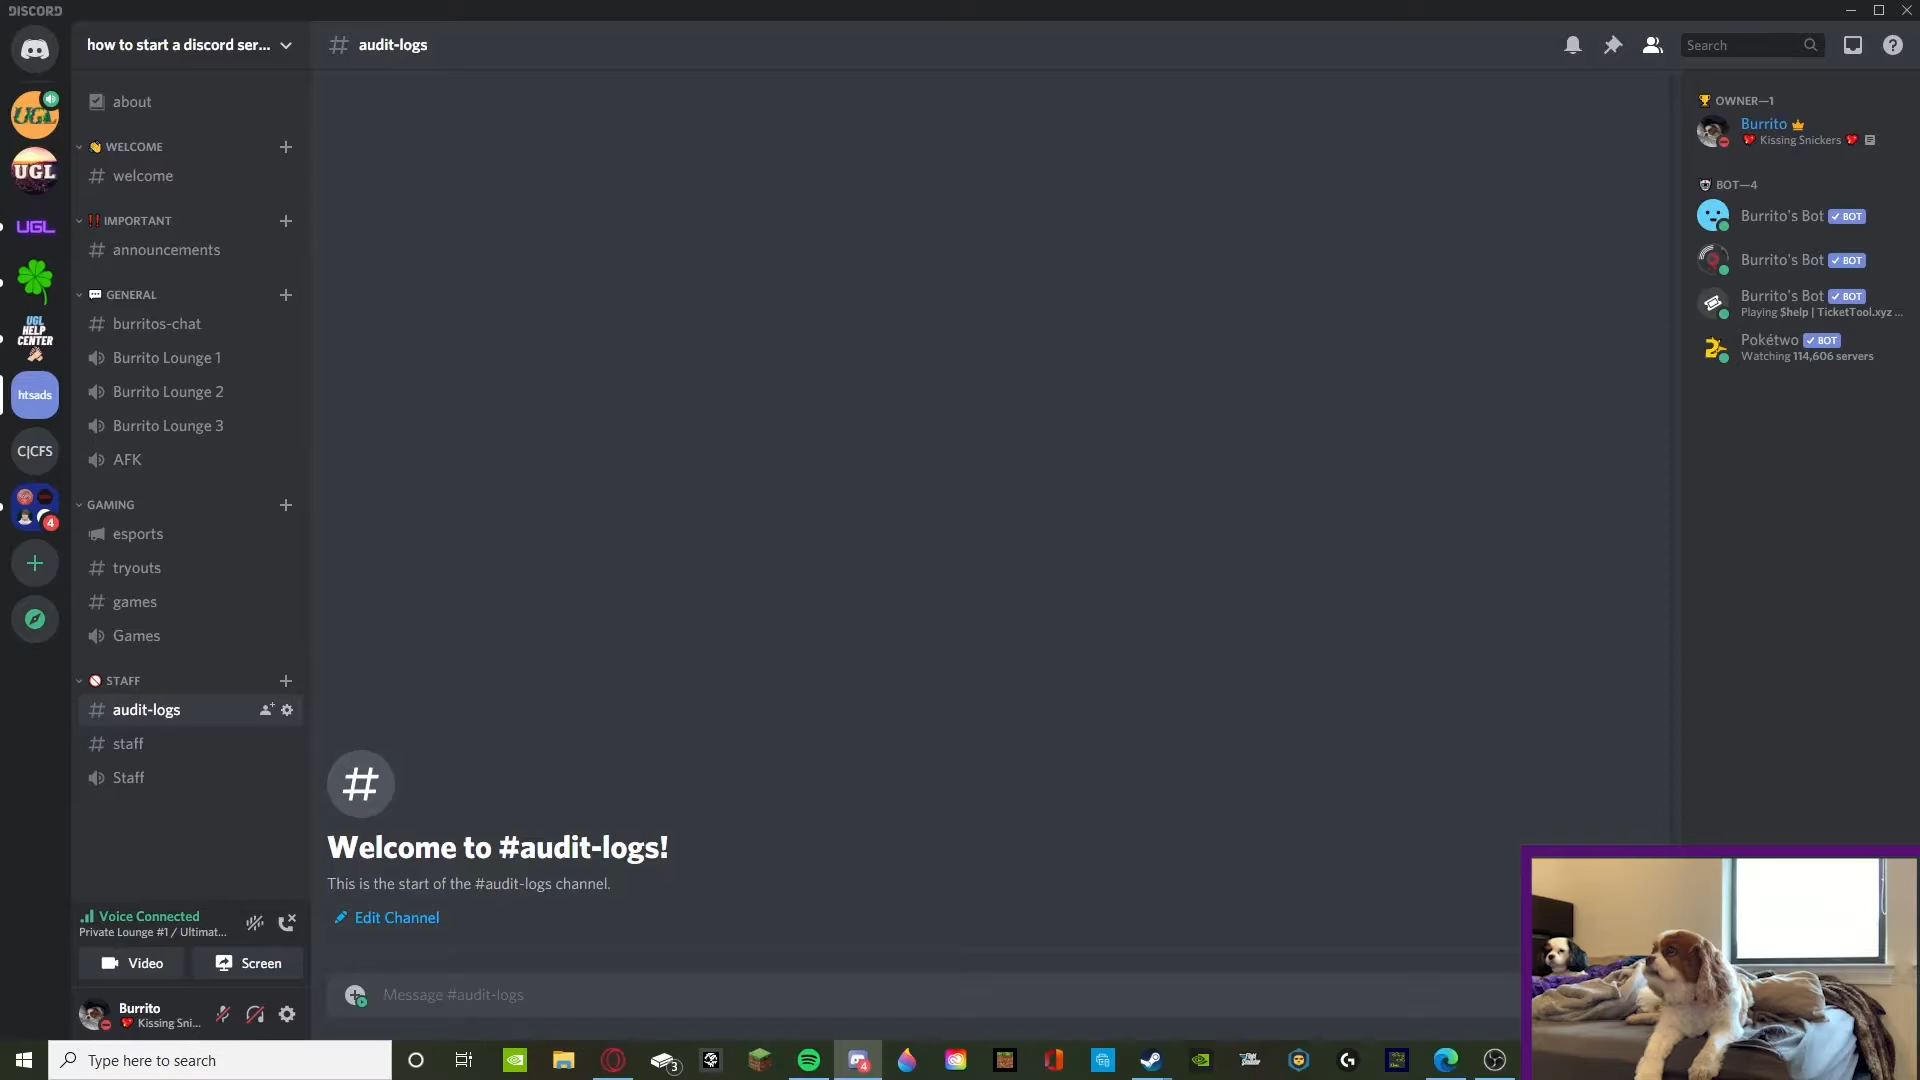 DISCORD
how to start a discord ser...
audit-logs
Search
about
WELCOME
welcome
IMPORTANT
announcements
GENERAL
burritos-chat
Burrito Lounge 1
Burrito Lounge 2
Burrito Lounge 3
AFK
GAMING
esports
tryouts
games
Games
STAFF
audit-logs
staff
Staff
UGL
UGL
UGL
UGL
HELP
CENTER
htsads
C|CFS
4
Welcome to #audit-logs!
This is the start of the #audit-logs channel.
Edit Channel
Message #audit-logs
OWNER—1
Burrito
Kissing Snickers
BOT—4
Burrito's Bot BOT
Burrito's Bot BOT
Burrito's Bot BOT
Playing $help | TicketTool.xyz ...
Pokétwo BOT
Watching 114,606 servers
Voice Connected
Private Lounge #1 / Ultimat...
Video
Screen
Burrito
Kissing Sni...
Type here to search
3
4